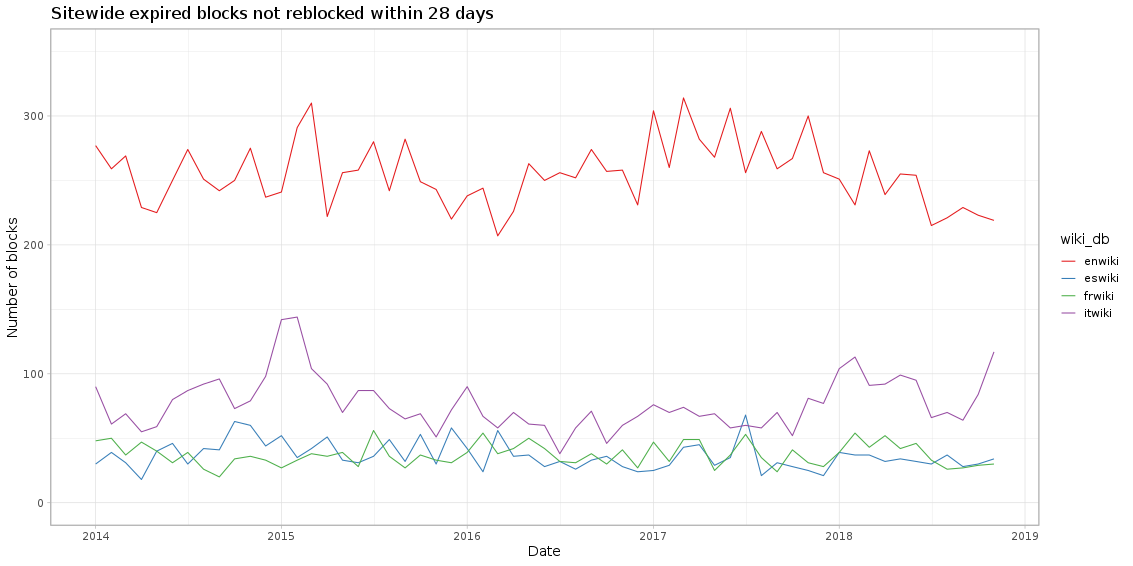 Sitewide expired blocks not reblocked within 28 days
Number of blocks
300
200
100
0
2014
2015
2016
2017
2018
2019
Date
wiki_db
enwiki
eswiki
frwiki
itwiki